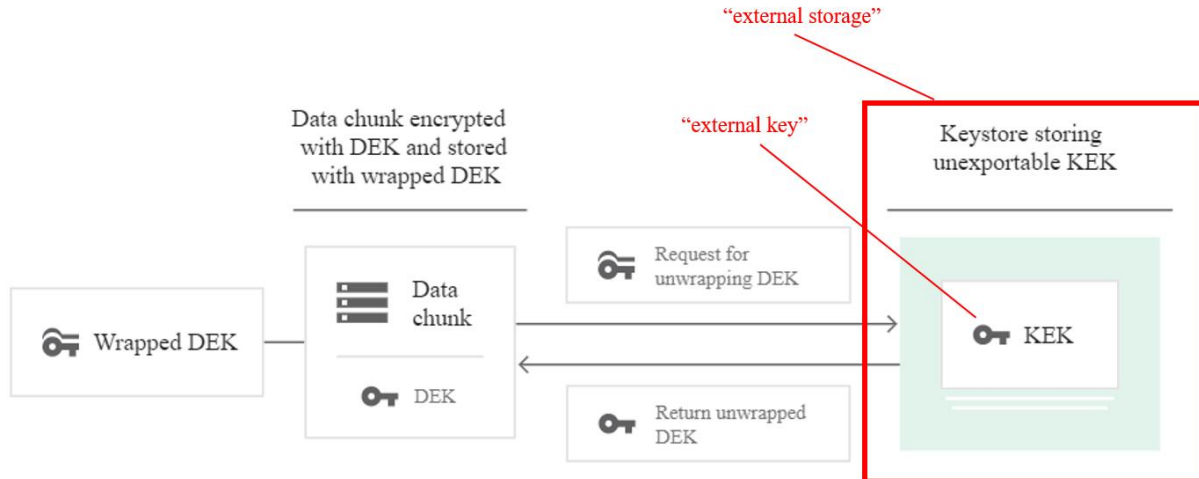 “external storage”
“external key”
Data chunk encrypted
with DEK and stored
with wrapped DEK
Keystore storing
unexportable KEK
Wrapped DEK
Data
chunk
DEK
Request for
unwrapping DEK
Return unwrapped
DEK
KEK